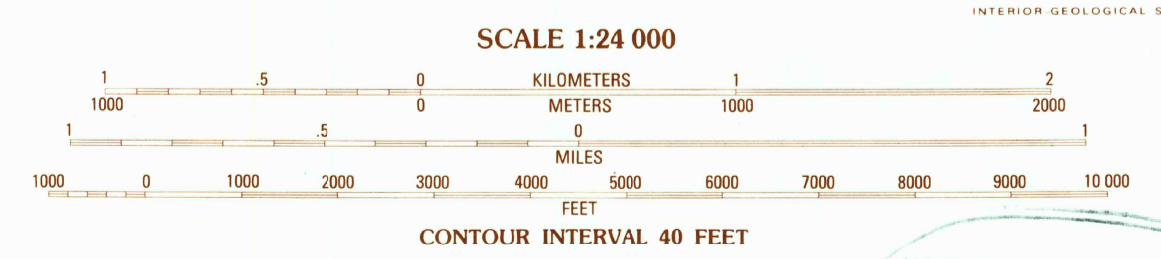 INTERIOR-GEOLOGICAL S
SCALE 1:24 000
1 .5 0 KILOMETERS 1 2
1000 0 METERS 1000 2000
1 .5 0 1
MILES
1000 0 1000 2000 3000 4000 5000 6000 7000 8000 9000 10 000
FEET
CONTOUR INTERVAL 40 FEET